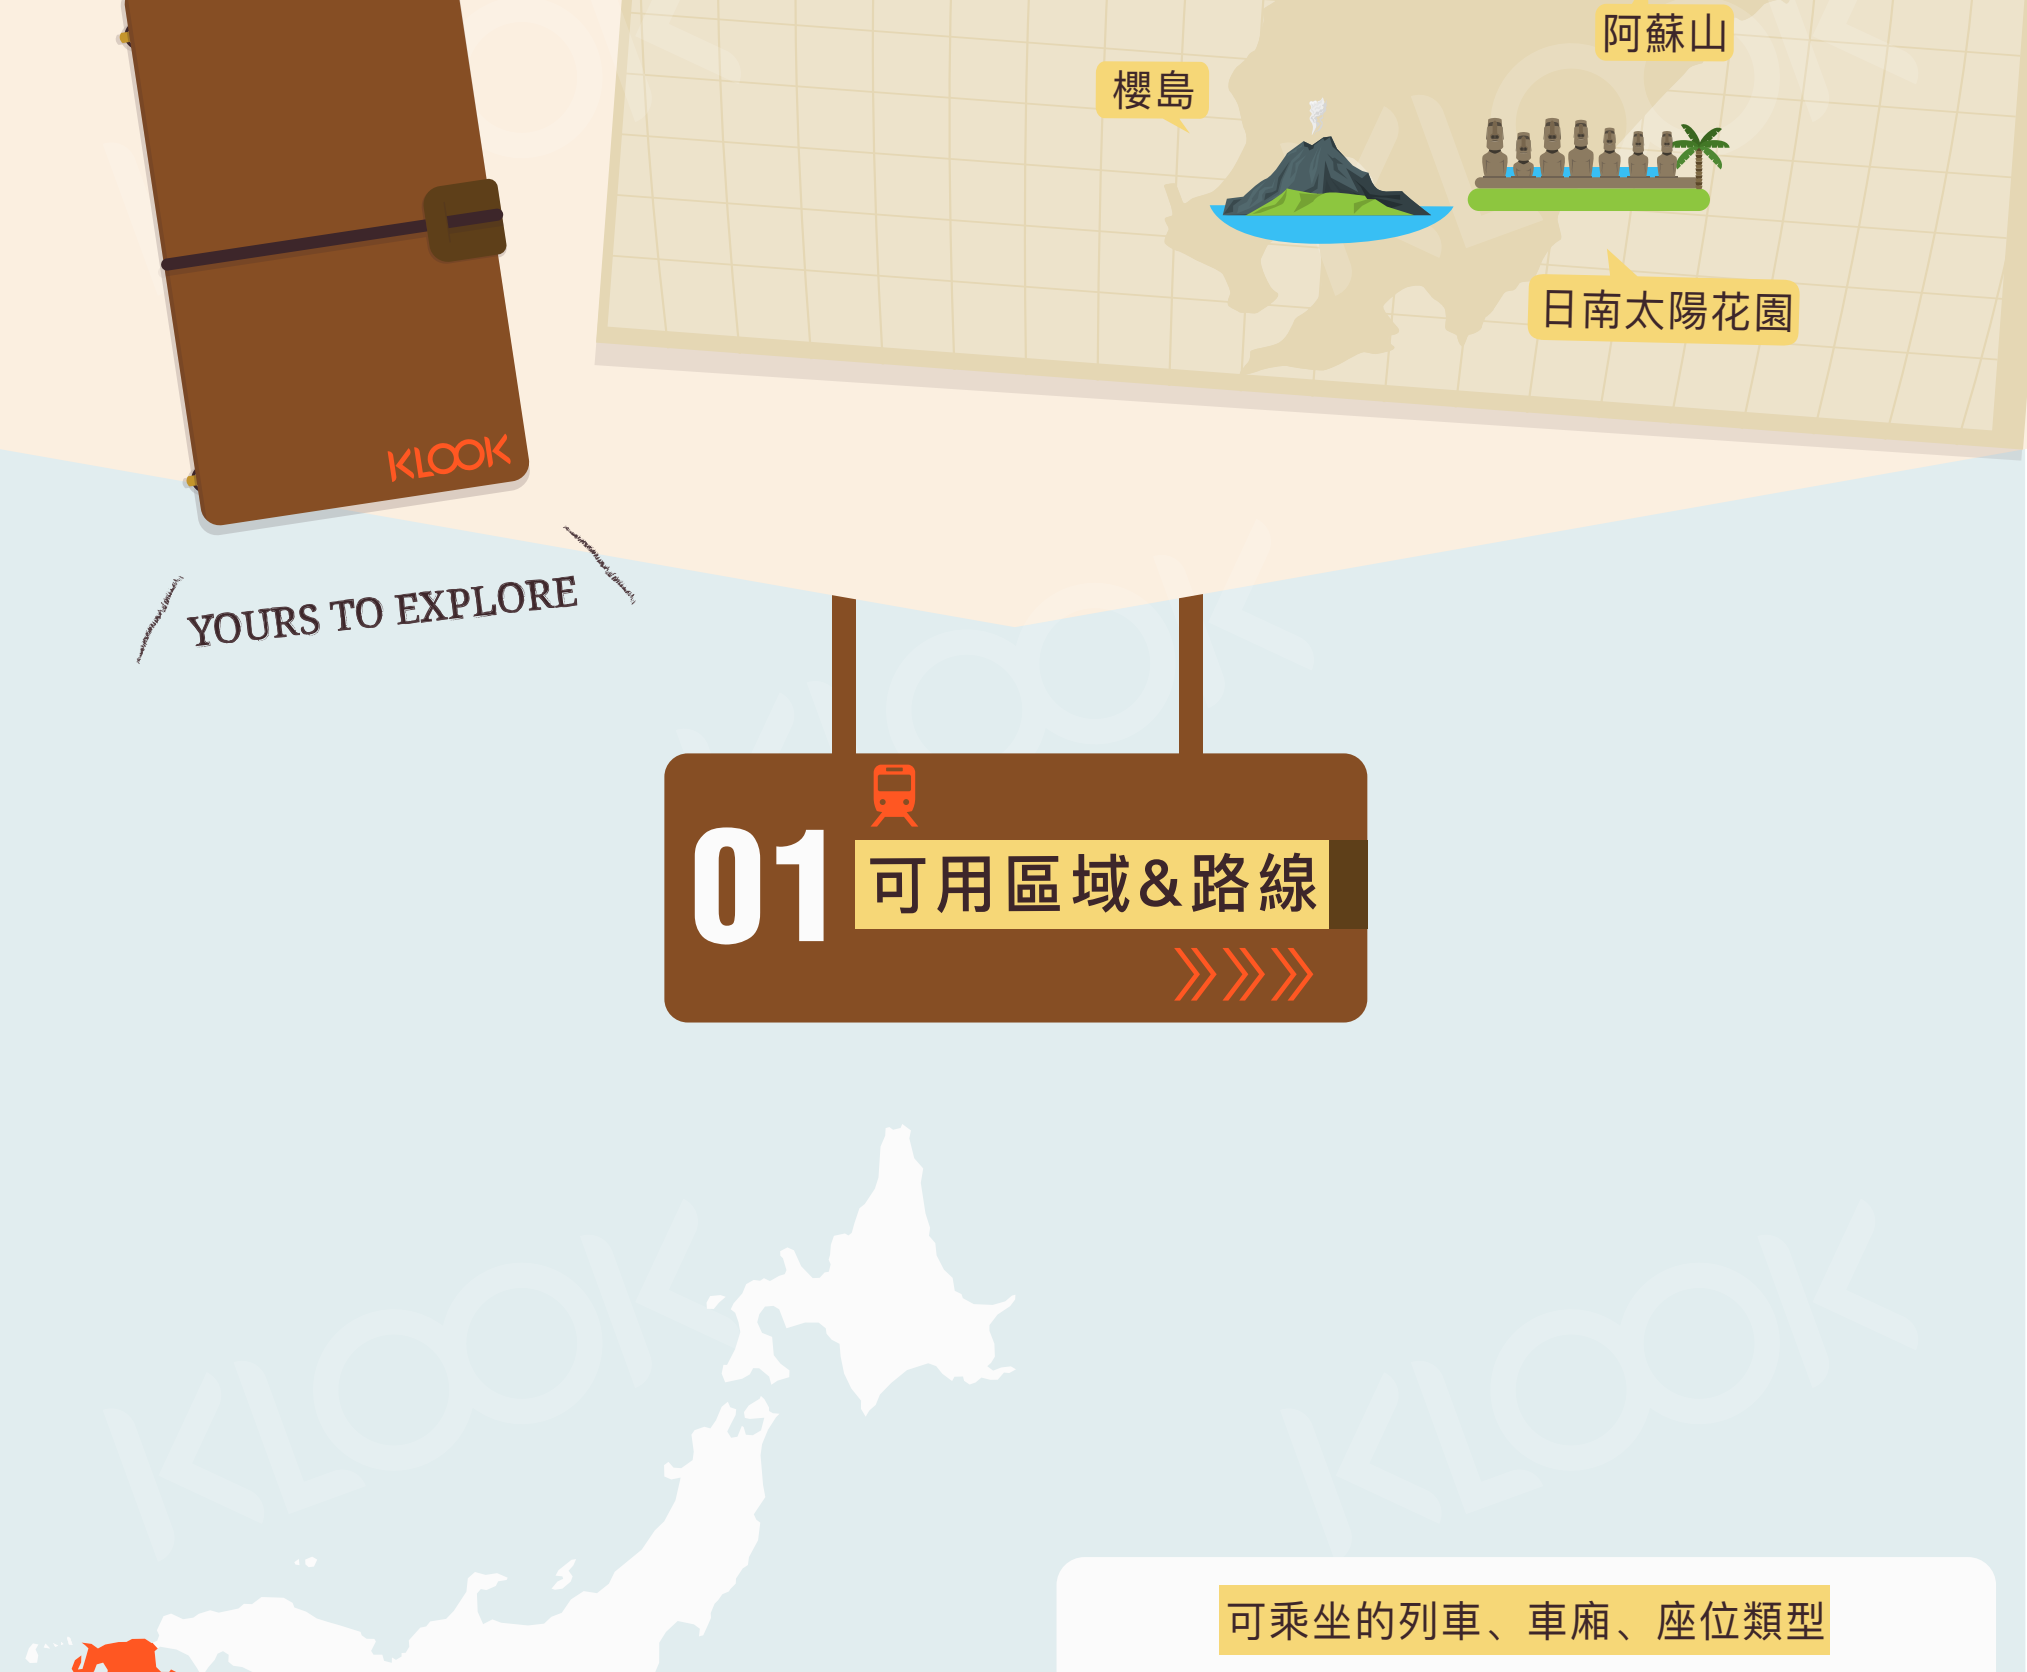 阿蘇山
櫻島
日南太陽花園
KLOOK
YOURS TO EXPLORE
01
可用區域&路線
可乘坐的列車、車廂、座位類型